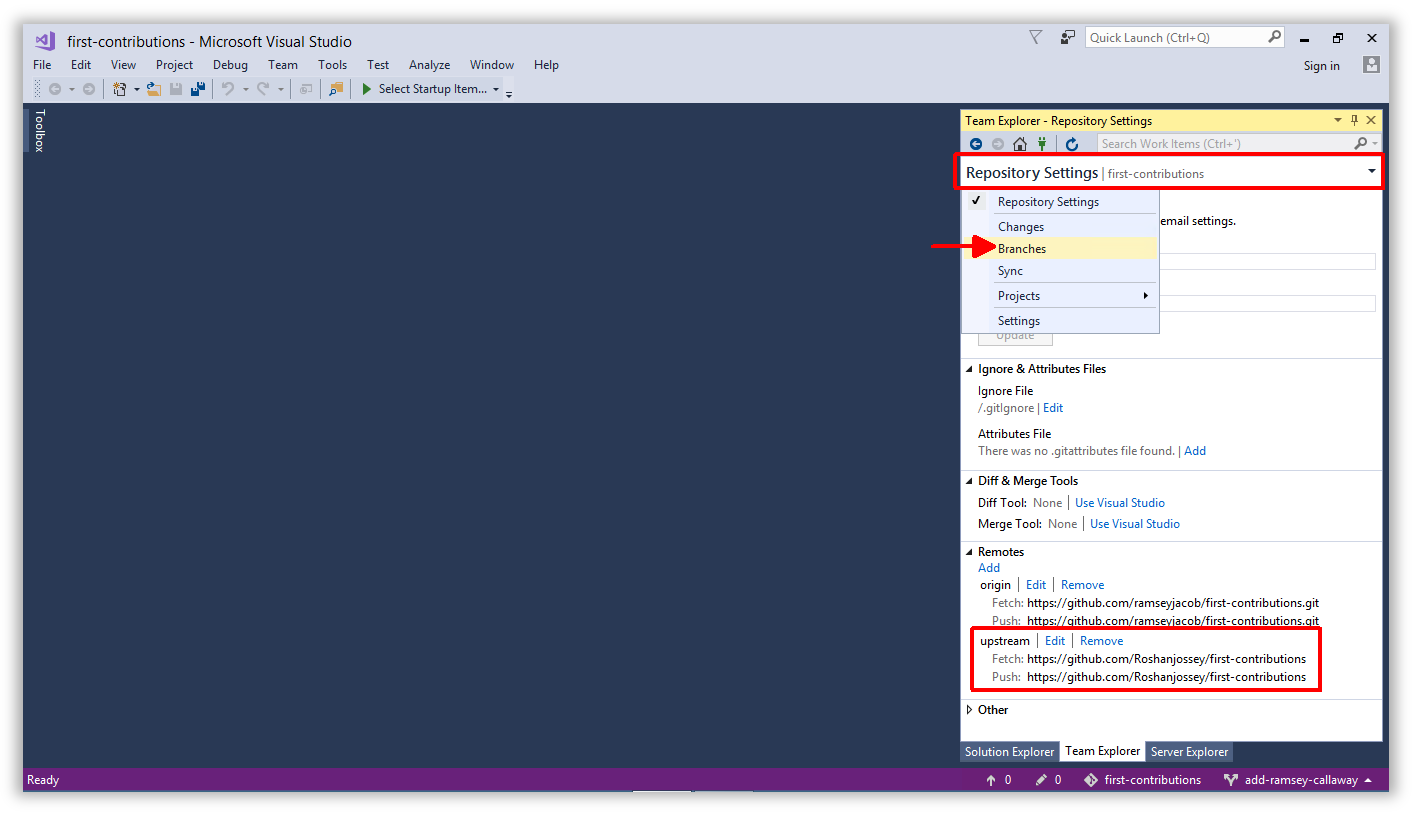 first-contributions - Microsoft Visual Studio
Quick Launch (Ctrl+Q)
File Edit View Project Debug Team Tools Test Analyze Window Help
Sign in
Select Startup Item...
Toolbox
Team Explorer - Repository Settings
Search Work Items (Ctrl+')
Repository Settings | first-contributions
Repository Settings
email settings.
Changes
Branches
Sync
Projects
Settings
Update
Ignore & Attributes Files
Ignore File
/.gitIgnore | Edit
Attributes File
There was no .gitattributes file found. | Add
Diff & Merge Tools
Diff Tool: None | Use Visual Studio
Merge Tool: None | Use Visual Studio
Remotes
Add
origin | Edit | Remove
Fetch: https://github.com/ramseyjacob/first-contributions.git
Push: https://github.com/ramseyjacob/first-contributions.git
upstream | Edit | Remove
Fetch: https://github.com/Roshanjossey/first-contributions
Push: https://github.com/Roshanjossey/first-contributions
Other
Solution Explorer Team Explorer Server Explorer
Ready 0 0 first-contributions add-ramsey-callaway